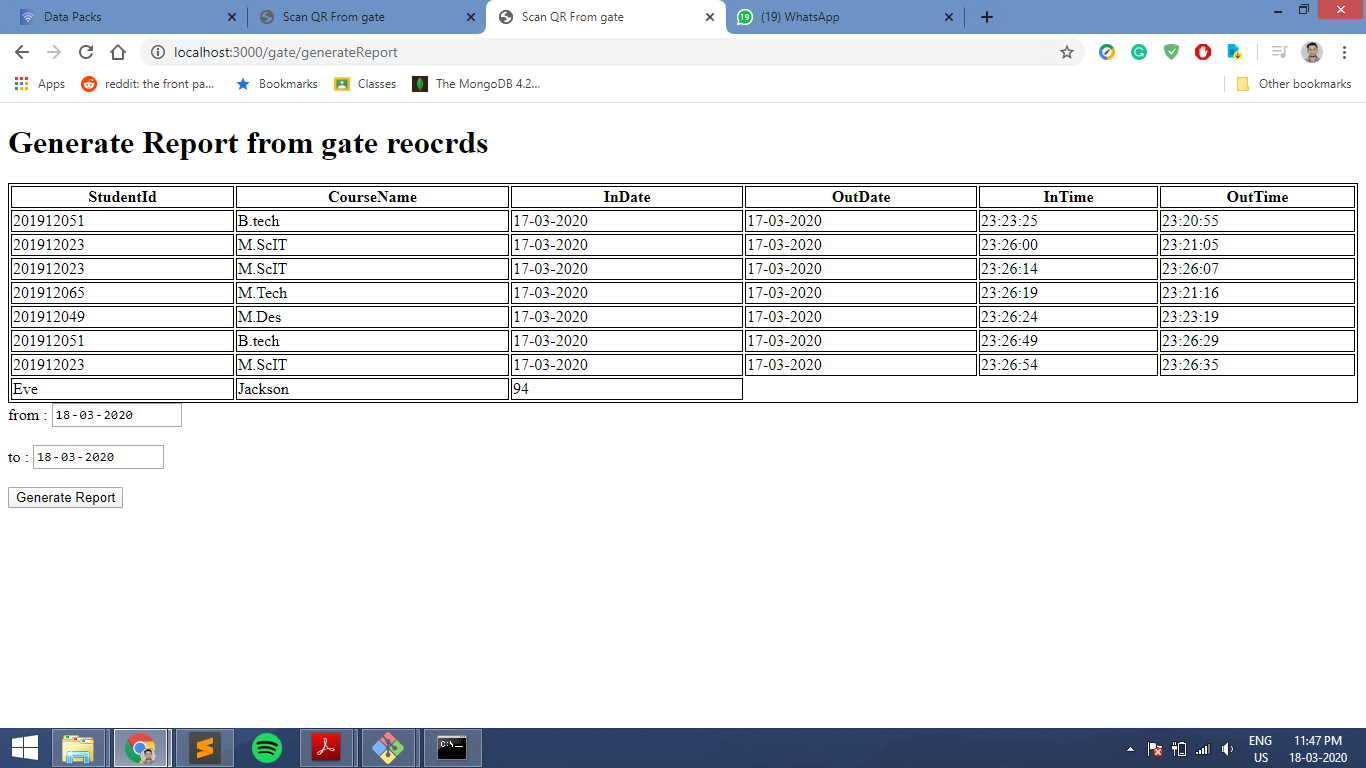 Data Packs
Scan QR From gate
Scan QR From gate
19
(19) WhatsApp
localhost:3000/gate/generateReport
Apps
reddit: the front pa...
Bookmarks
Classes
The MongoDB 4.2...
Other bookmarks
Generate Report from gate reocrds
StudentId CourseName InDate OutDate InTime OutTime
201912051 B.tech 17-03-2020 17-03-2020 23:23:25 23:20:55
201912023 M.ScIT 17-03-2020 17-03-2020 23:26:00 23:21:05
201912023 M.ScIT 17-03-2020 17-03-2020 23:26:14 23:26:07
201912065 M.Tech 17-03-2020 17-03-2020 23:26:19 23:21:16
201912049 M.Des 17-03-2020 17-03-2020 23:26:24 23:23:19
201912051 B.tech 17-03-2020 17-03-2020 23:26:49 23:26:29
201912023 M.ScIT 17-03-2020 17-03-2020 23:26:54 23:26:35
Eve Jackson 94
from : 18-03-2020
to : 18-03-2020
Generate Report
C:\
ENG 11:47 PM
US 18-03-2020